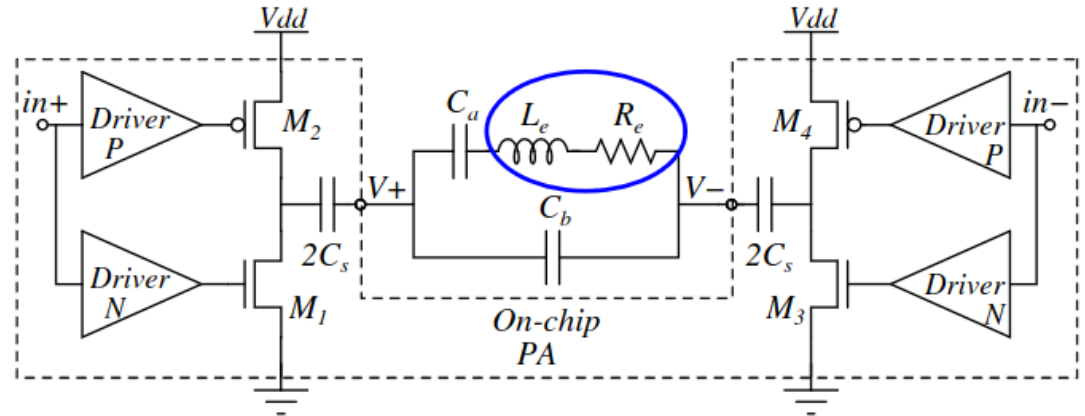 Vdd
Vdd
in+
Driver
P
M2
Ca
Le
Re
M4
Driver
P
in−
V+
V−
Cb
2Cs
2Cs
Driver
N
M1
On-chip
PA
M3
Driver
N